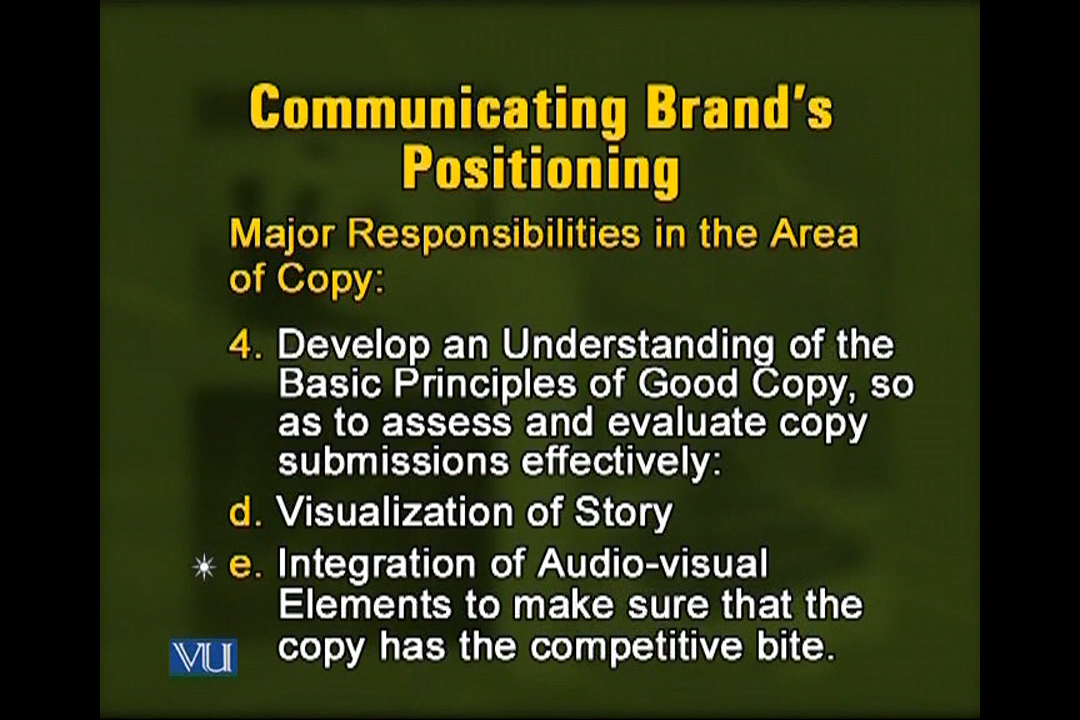 Communicating Brand's
Positioning
Major Responsibilities in the Area
of Copy:
4. Develop an Understanding of the
Basic Principles of Good Copy, so
as to assess and evaluate copy
submissions effectively:
d. Visualization of Story
e. Integration of Audio-visual
Elements to make sure that the
copy has the competitive bite.
VU